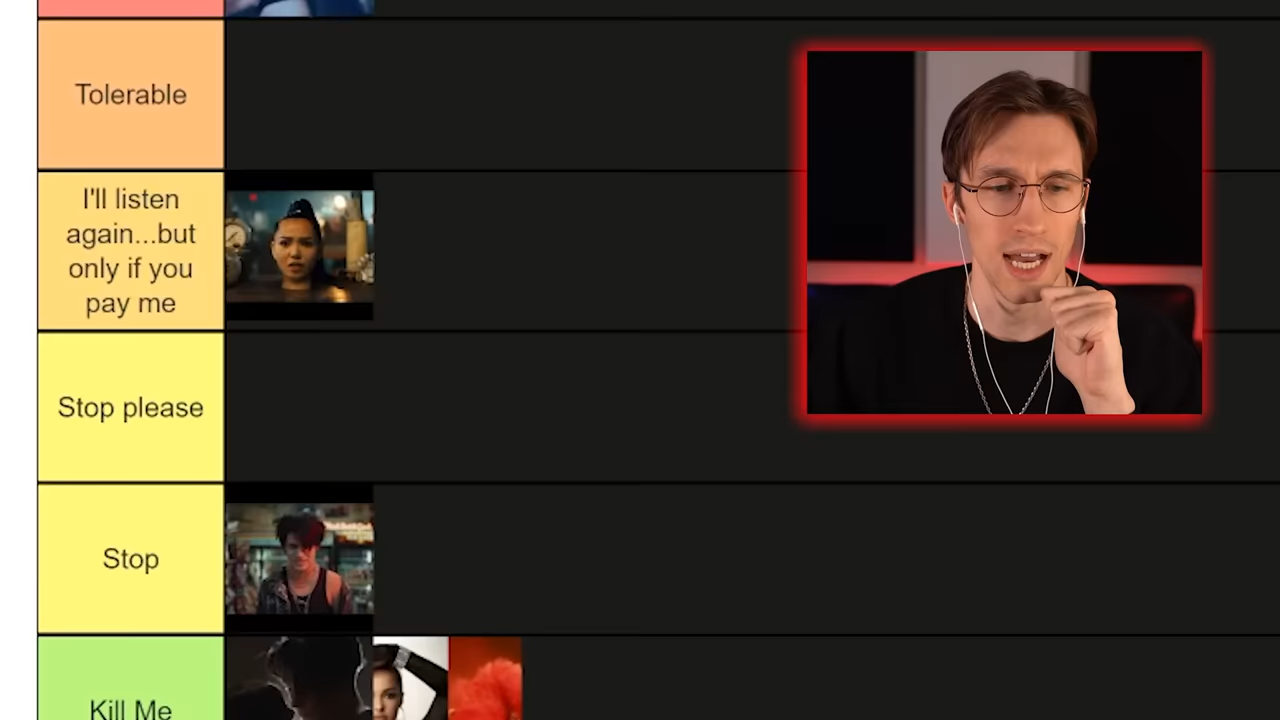 Tolerable
I'll listen
again...but
only if you
pay me
Stop please
Stop
Kill Me